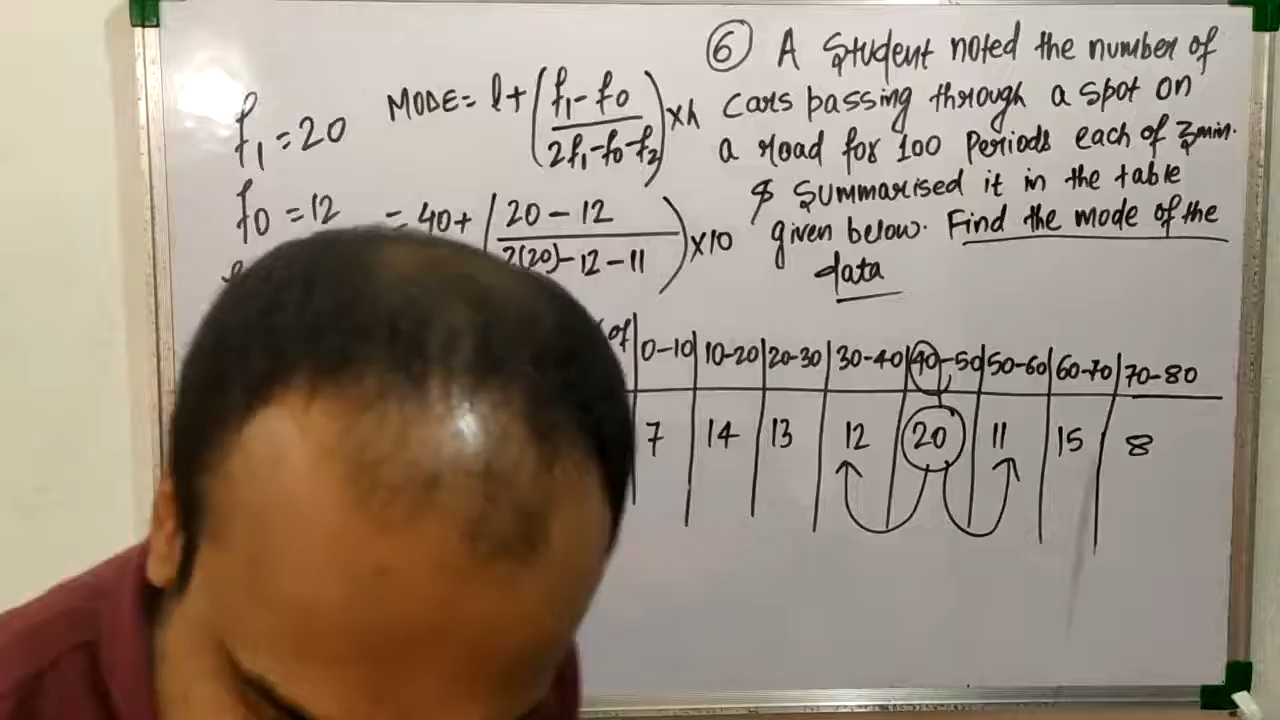 ⑥ A Student noted the number of
cars passing through a spot on
a road for 100 Periods each of 3min.
& Summarised it in the table
given below. Find the mode of the
data
f₁ = 20
f0 = 12
MODE = l + (f₁ - f0 / 2f₁ - f0 - f₂) × h
= 40 + (20 - 12 / 2(20) - 12 - 11) × 10
of | 0-10 | 10-20 | 20-30 | 30-40 | 40-50 | 50-60 | 60-70 | 70-80
7 | 14 | 13 | 12 | 20 | 11 | 15 | 8